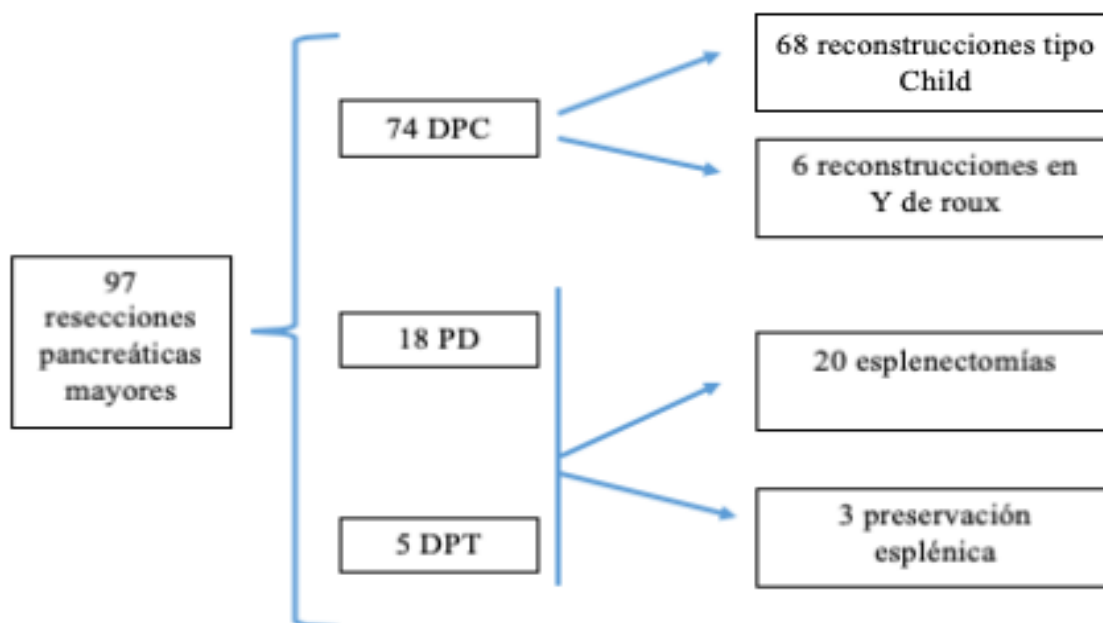 97
resecciones
pancreáticas
mayores
74 DPC
68 reconstrucciones tipo
Child
6 reconstrucciones en
Y de roux
18 PD
5 DPT
20 esplenectomías
3 preservación
esplénica